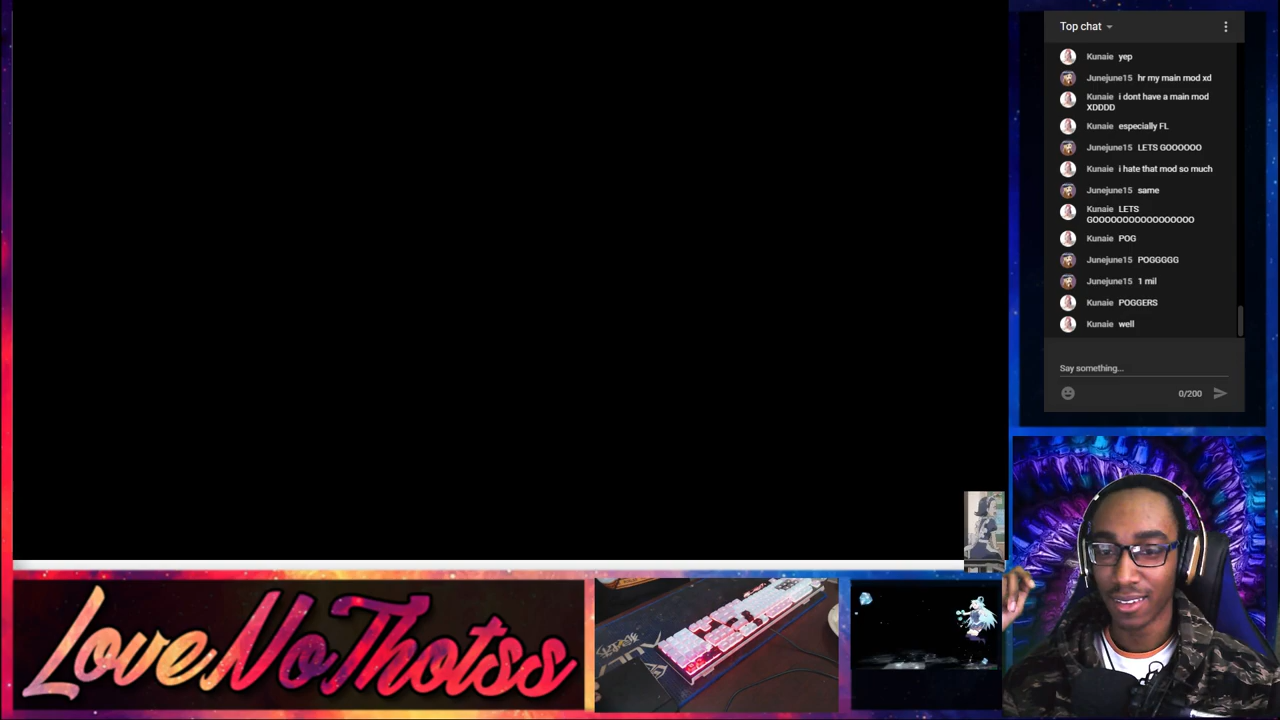 Top chat
Kunaie yep
Junejune15 hr my main mod xd
Kunaie i dont have a main mod
XDDDD
Kunaie especially FL
Junejune15 LETS GOOOOOO
Kunaie i hate that mod so much
Junejune15 same
Kunaie LETS
GOOOOOOOOOOOOOOOOO
Kunaie POG
Junejune15 POGGGGG
Junejune15 1 mil
Kunaie POGGERS
Kunaie well
Say something...
0/200
LoveNoThotss